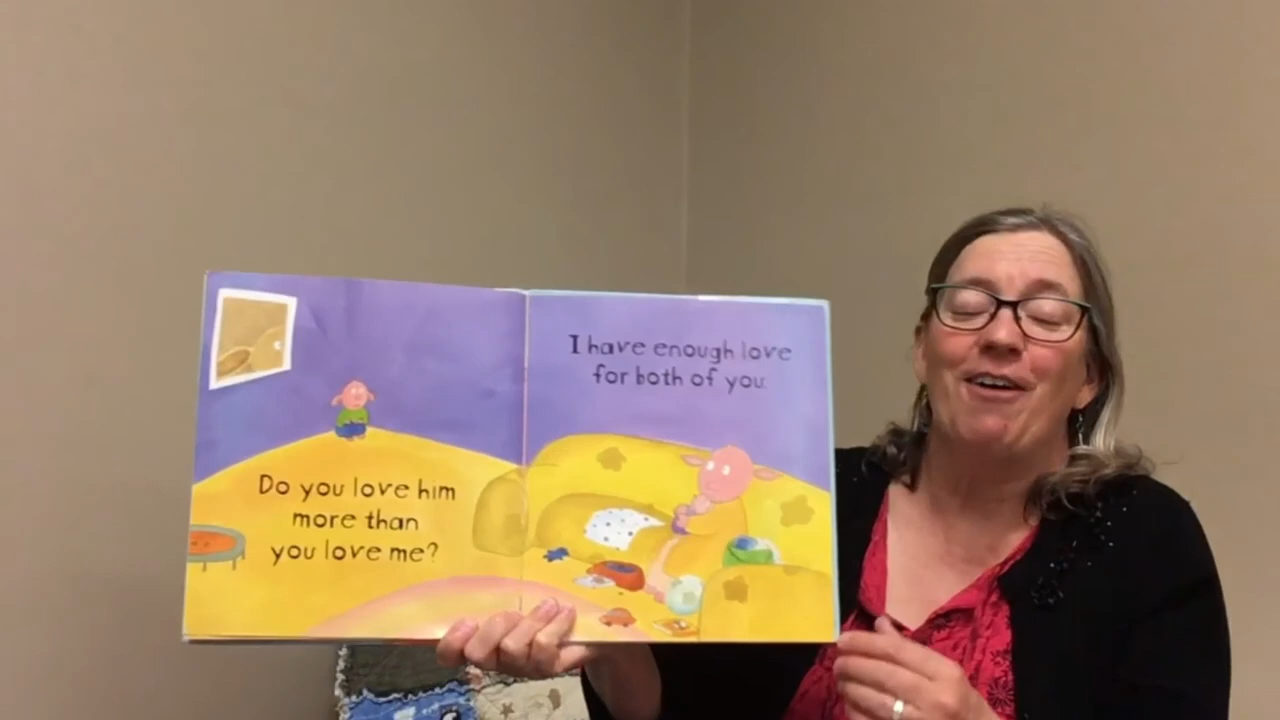 Do you love him
more than
you love me?
I have enough love
for both of you.